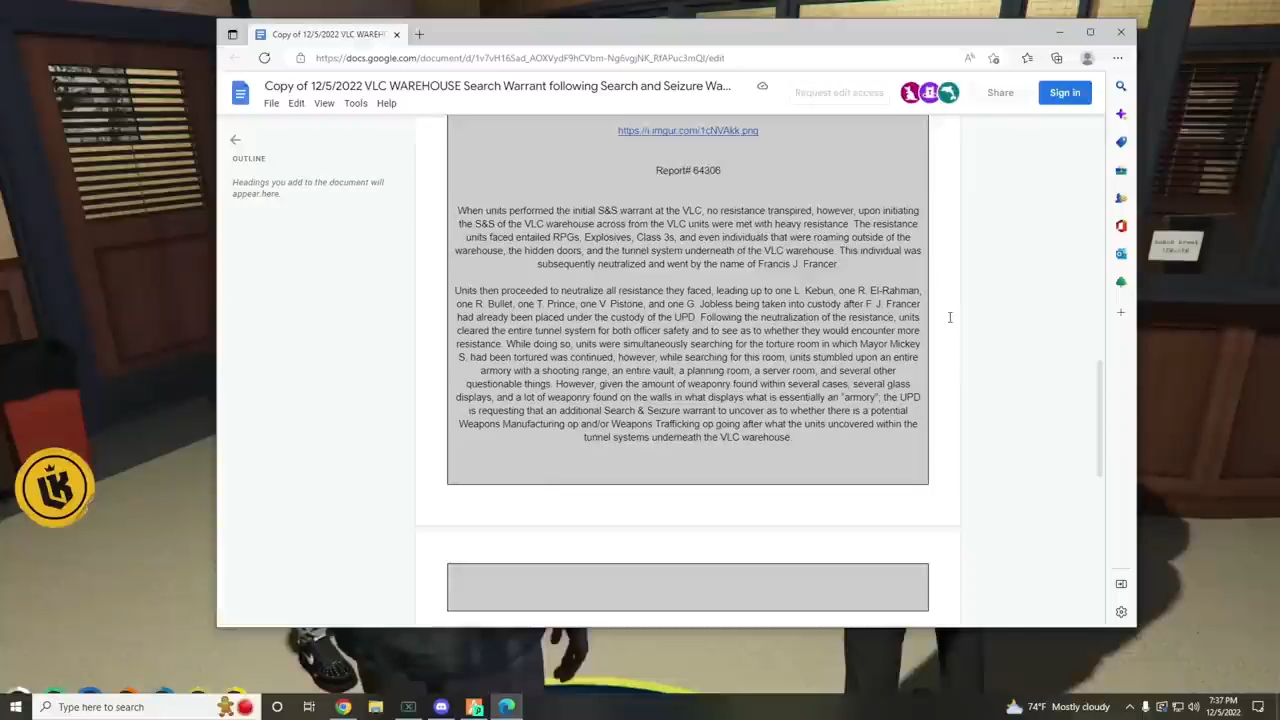 Copy of 12/5/2022 VLC WAREH
https://docs.google.com/document/d/1v7vH16Sad_AOXVydF9hCVbm-Ng6vgjNK_RfAPuc3mQI/edit
Copy of 12/5/2022 VLC WAREHOUSE Search Warrant following Search and Seizure Wa...
Request edit access
Share
Sign in
File Edit View Tools Help
OUTLINE
Headings you add to the document will
appear here.
https://i.imgur.com/1cNVAkk.png
Report# 64306
When units performed the initial S&S warrant at the VLC, no resistance transpired, however, upon initiating
the S&S of the VLC warehouse across from the VLC units were met with heavy resistance. The resistance
units faced entailed RPGs, Explosives, Class 3s, and even individuals that were roaming outside of the
warehouse, the hidden doors, and the tunnel system underneath of the VLC warehouse. This individual was
subsequently neutralized and went by the name of Francis J. Francer.
Units then proceeded to neutralize all resistance they faced, leading up to one L. Kebun, one R. El-Rahman,
one R. Bullet, one T. Prince, one V. Pistone, and one G. Jobless being taken into custody after F. J. Francer
had already been placed under the custody of the UPD. Following the neutralization of the resistance, units
cleared the entire tunnel system for both officer safety and to see as to whether they would encounter more
resistance. While doing so, units were simultaneously searching for the torture room in which Mayor Mickey
S. had been tortured was continued, however, while searching for this room, units stumbled upon an entire
armory with a shooting range, an entire vault, a planning room, a server room, and several other
questionable things. However, given the amount of weaponry found within several cases, several glass
displays, and a lot of weaponry found on the walls in what displays what is essentially an "armory"; the UPD
is requesting that an additional Search & Seizure warrant to uncover as to whether there is a potential
Weapons Manufacturing op and/or Weapons Trafficking op going after what the units uncovered within the
tunnel systems underneath the VLC warehouse.
LK
Type here to search
74°F Mostly cloudy
7:37 PM
12/5/2022